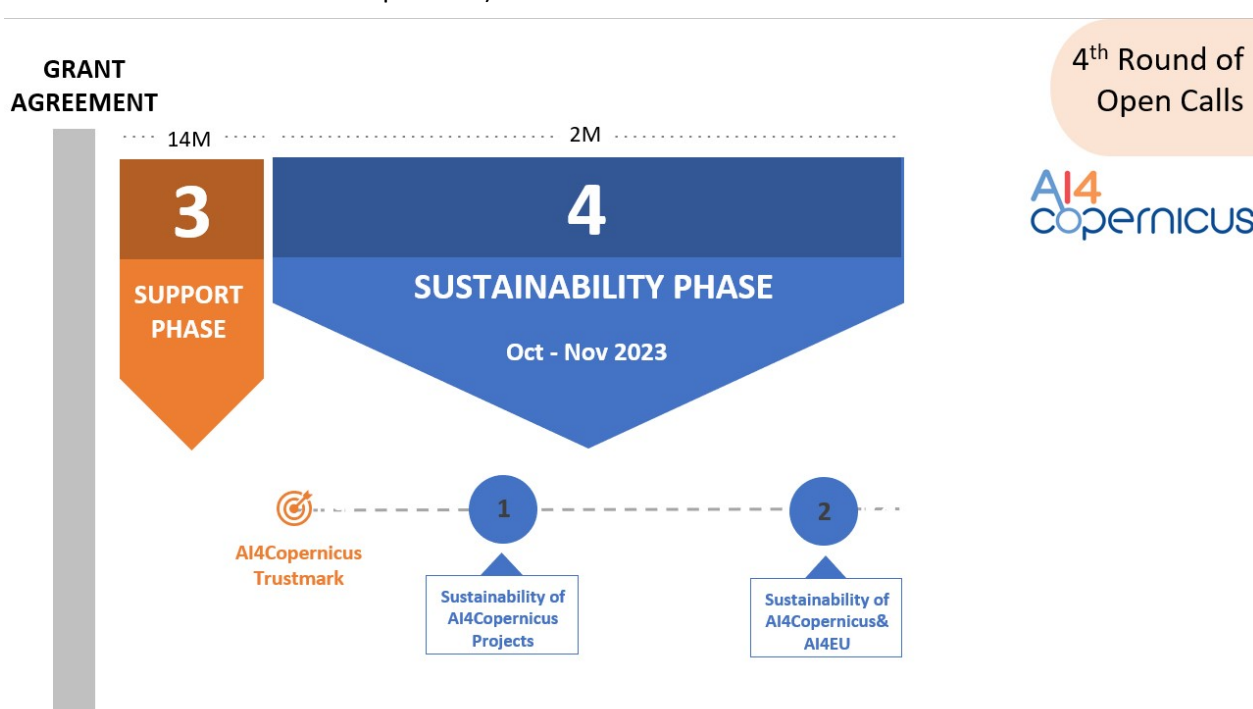 GRANT
AGREEMENT
4th Round of
Open Calls
14M
2M
AI4
copernicus
3
4
SUPPORT
PHASE
SUSTAINABILITY PHASE
Oct - Nov 2023
1
2
AI4Copernicus
Trustmark
Sustainability of
AI4Copernicus
Projects
Sustainability of
AI4Copernicus&
AI4EU